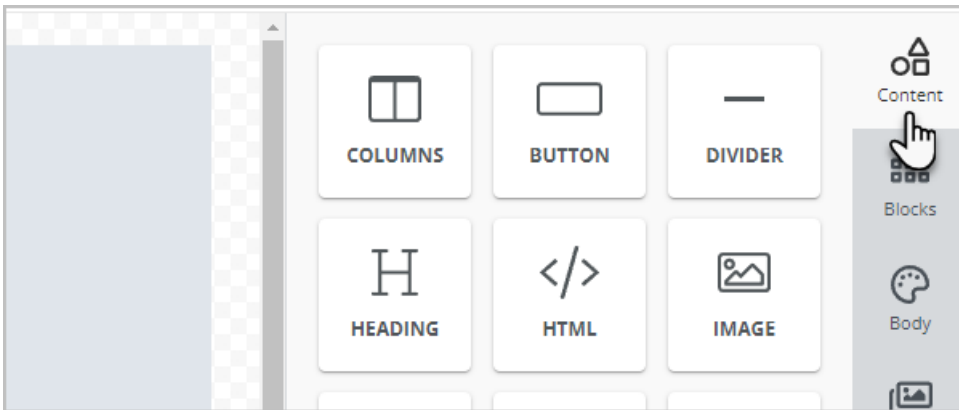 COLUMNS
BUTTON
DIVIDER
HEADING
HTML
IMAGE
Content
Blocks
Body